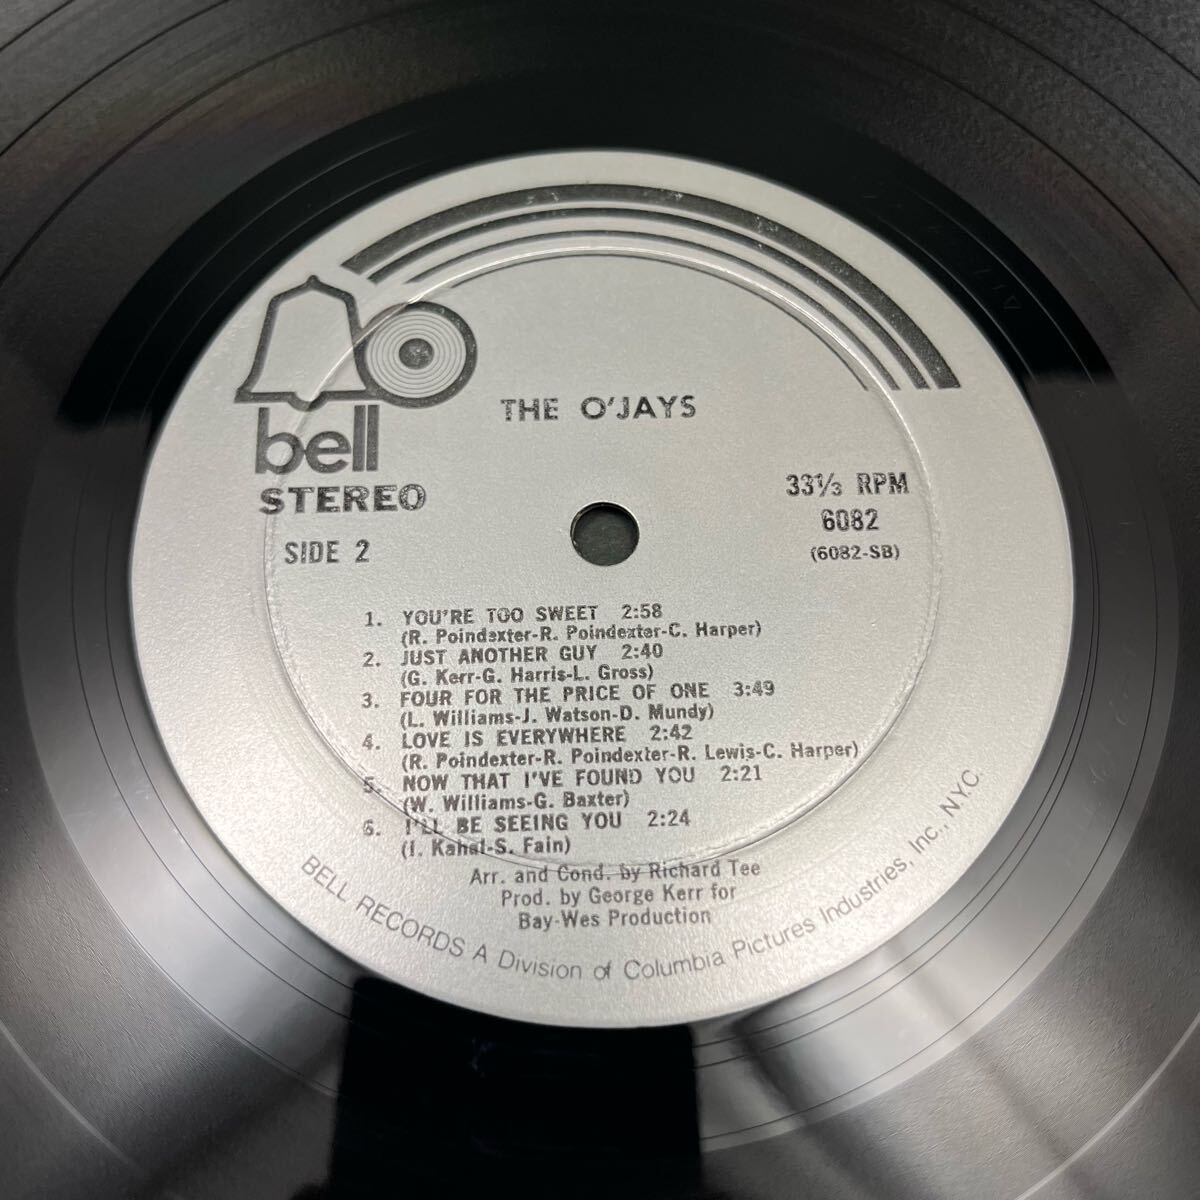 THE O'JAYS
bell
STEREO
SIDE 2
33⅓ RPM
6082
(6082-SB)
1. YOU'RE TOO SWEET 2:58
(R. Poindexter-R. Poindexter-C. Harper)
2. JUST ANOTHER GUY 2:40
(G. Kerr-G. Harris-L. Gross)
3. FOUR FOR THE PRICE OF ONE 3:49
(L. Williams-J. Watson-D. Mundy)
4. LOVE IS EVERYWHERE 2:42
(R. Poindexter-R. Poindexter-R. Lewis-C. Harper)
5. NOW THAT I'VE FOUND YOU 2:21
(W. Williams-G. Baxter)
6. I'LL BE SEEING YOU 2:24
(I. Kahal-S. Fain)
Arr. and Cond. by Richard Tee
Prod. by George Kerr for
Bay-Wes Production
BELL RECORDS A Division of Columbia Pictures Industries, Inc., N.Y.C.